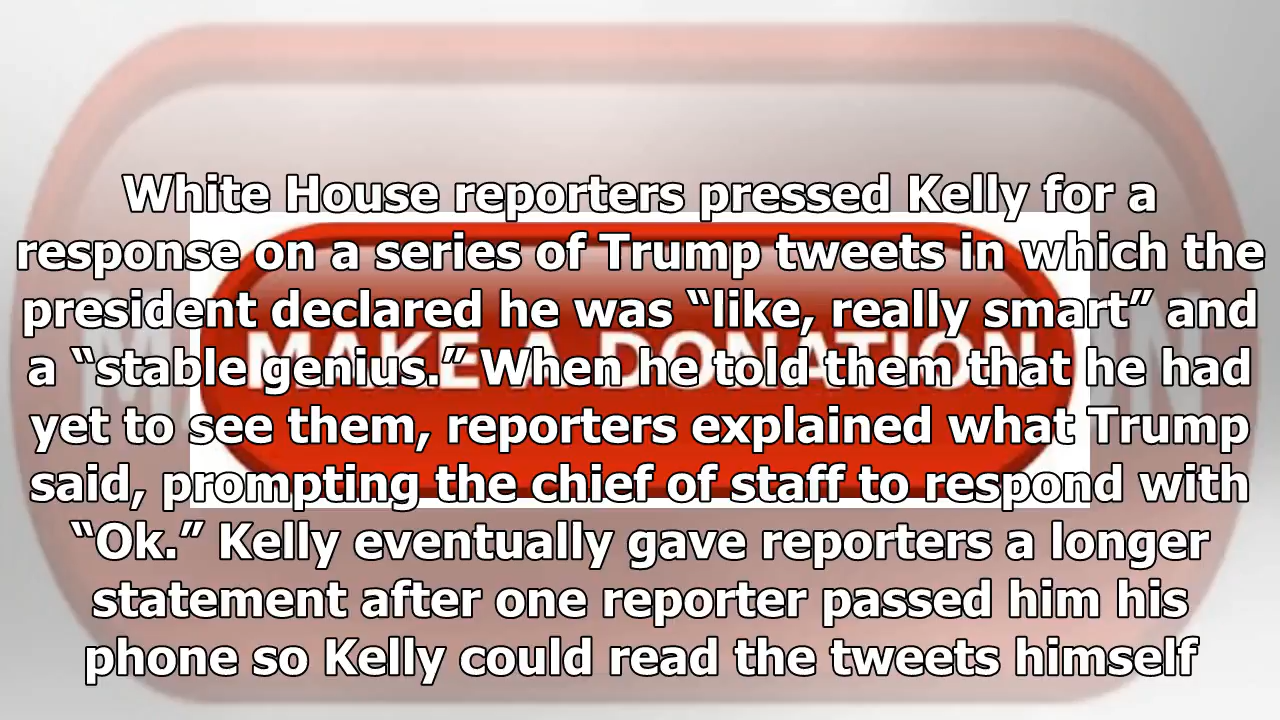 White House reporters pressed Kelly for a
response on a series of Trump tweets in which the
president declared he was “like, really smart” and
a “stable genius.” When he told them that he had
yet to see them, reporters explained what Trump
said, prompting the chief of staff to respond with
“Ok.” Kelly eventually gave reporters a longer
statement after one reporter passed him his
phone so Kelly could read the tweets himself
MAKE A DONATION